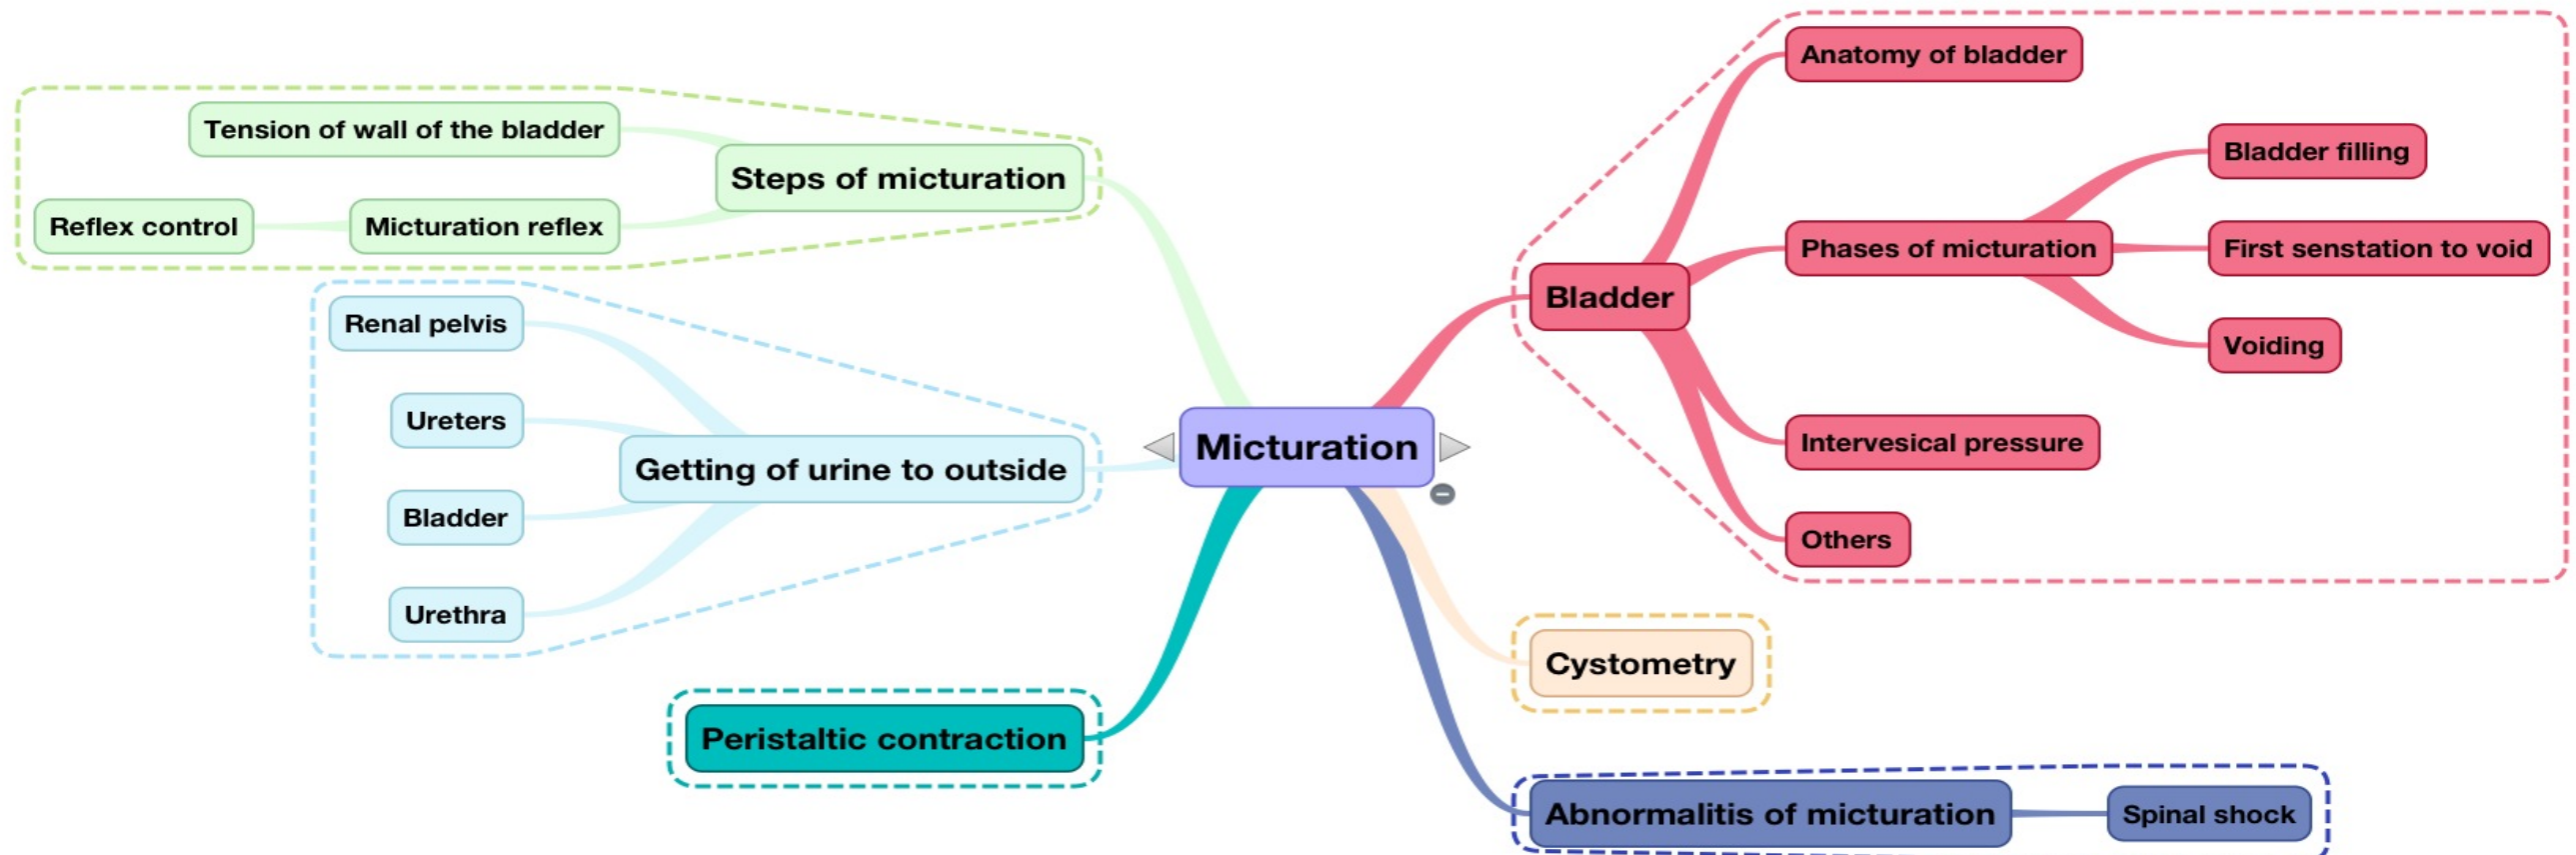 Micturation
Steps of micturation
Tension of wall of the bladder
Micturation reflex
Reflex control
Getting of urine to outside
Renal pelvis
Ureters
Bladder
Urethra
Peristaltic contraction
Bladder
Anatomy of bladder
Phases of micturation
Bladder filling
First senstation to void
Voiding
Intervesical pressure
Others
Cystometry
Abnormalitis of micturation
Spinal shock